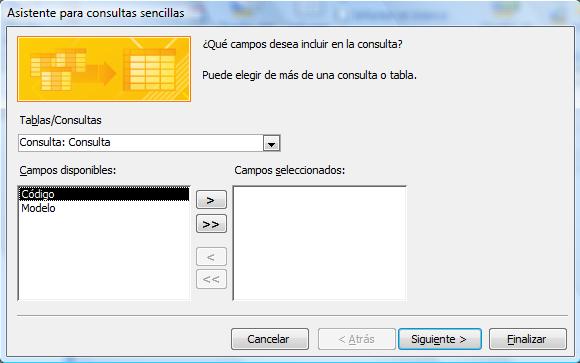 Asistente para consultas sencillas
¿Qué campos desea incluir en la consulta?
Puede elegir de más de una consulta o tabla.
Tablas/Consultas
Consulta: Consulta
Campos disponibles:
Campos seleccionados:
Código
Modelo
>
>>
<
<<
Cancelar
< Atrás
Siguiente >
Finalizar